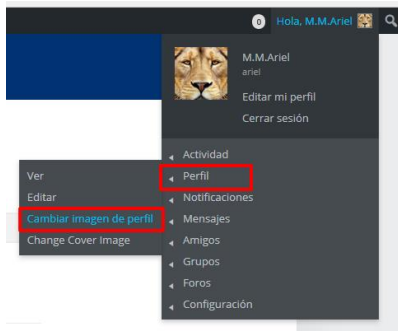 0 Hola, M.M.Ariel
M.M.Ariel
ariel
Editar mi perfil
Cerrar sesión
Actividad
Perfil
Notificaciones
Mensajes
Amigos
Grupos
Foros
Configuración
Ver
Editar
Cambiar imagen de perfil
Change Cover Image